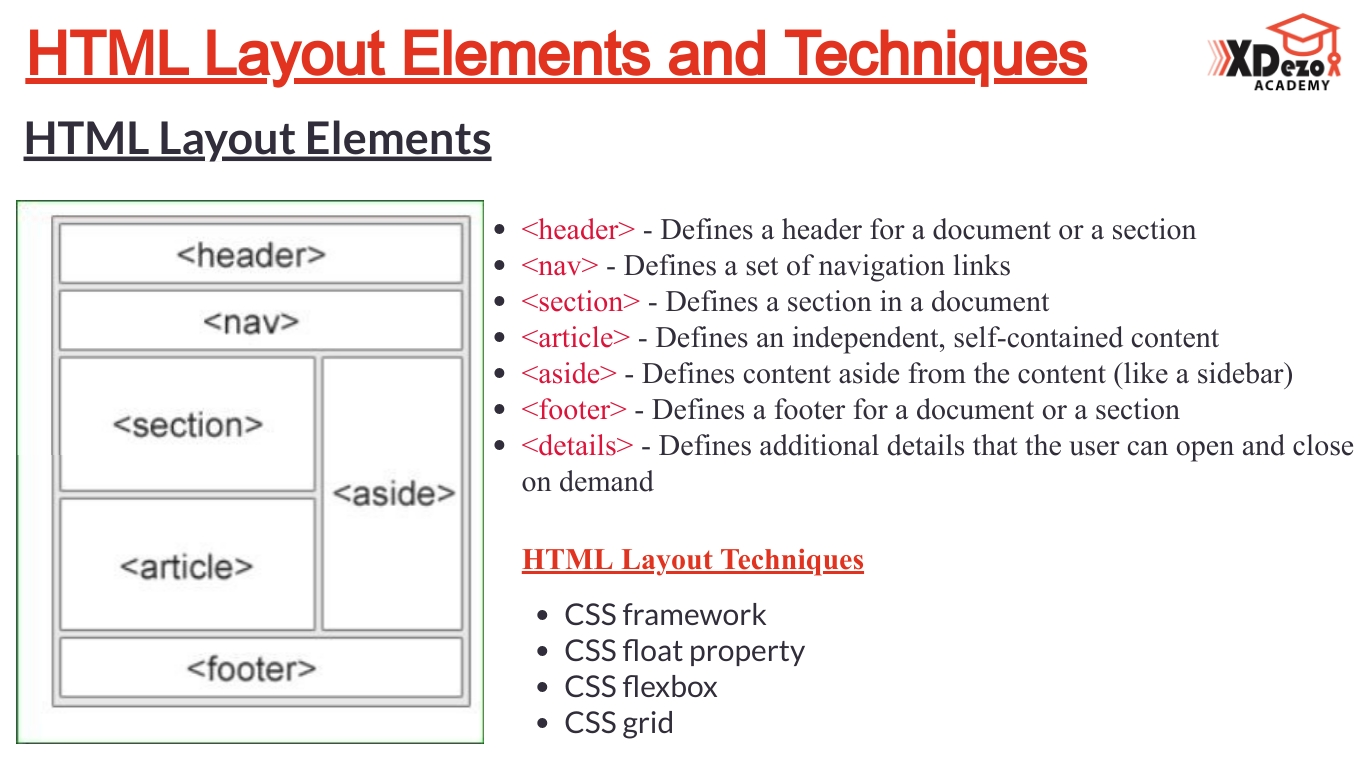 HTML Layout Elements and Techniques
XDezo
ACADEMY
HTML Layout Elements
<header>
<nav>
<section>
<aside>
<article>
<footer>
• <header> - Defines a header for a document or a section
• <nav> - Defines a set of navigation links
• <section> - Defines a section in a document
• <article> - Defines an independent, self-contained content
• <aside> - Defines content aside from the content (like a sidebar)
• <footer> - Defines a footer for a document or a section
• <details> - Defines additional details that the user can open and close
on demand
HTML Layout Techniques
• CSS framework
• CSS float property
• CSS flexbox
• CSS grid